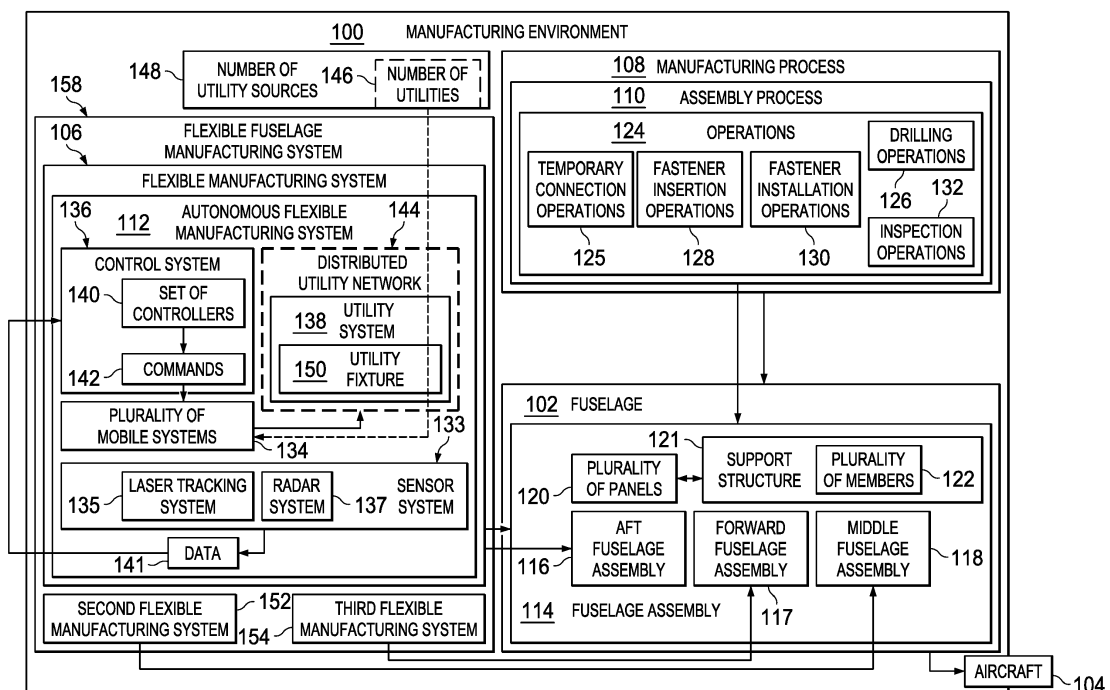 100 MANUFACTURING ENVIRONMENT
148
NUMBER OF
UTILITY SOURCES
146
NUMBER OF
UTILITIES
158
106
FLEXIBLE FUSELAGE
MANUFACTURING SYSTEM
FLEXIBLE MANUFACTURING SYSTEM
136
112
AUTONOMOUS FLEXIBLE
MANUFACTURING SYSTEM
144
CONTROL SYSTEM
140
SET OF
CONTROLLERS
142
COMMANDS
DISTRIBUTED
UTILITY NETWORK
138 UTILITY
SYSTEM
150 UTILITY
FIXTURE
PLURALITY OF
MOBILE SYSTEMS
134
133
135
LASER TRACKING
SYSTEM
RADAR
SYSTEM
137
SENSOR
SYSTEM
DATA
141
SECOND FLEXIBLE
MANUFACTURING SYSTEM
152
154
THIRD FLEXIBLE
MANUFACTURING SYSTEM
108 MANUFACTURING PROCESS
110 ASSEMBLY PROCESS
124 OPERATIONS
TEMPORARY
CONNECTION
OPERATIONS
125
FASTENER
INSERTION
OPERATIONS
128
FASTENER
INSTALLATION
OPERATIONS
130
DRILLING
OPERATIONS
126
132
INSPECTION
OPERATIONS
102 FUSELAGE
121
120
PLURALITY
OF PANELS
SUPPORT
STRUCTURE
PLURALITY
OF MEMBERS
122
116
AFT
FUSELAGE
ASSEMBLY
FORWARD
FUSELAGE
ASSEMBLY
117
MIDDLE
FUSELAGE
ASSEMBLY
118
114 FUSELAGE ASSEMBLY
AIRCRAFT
104